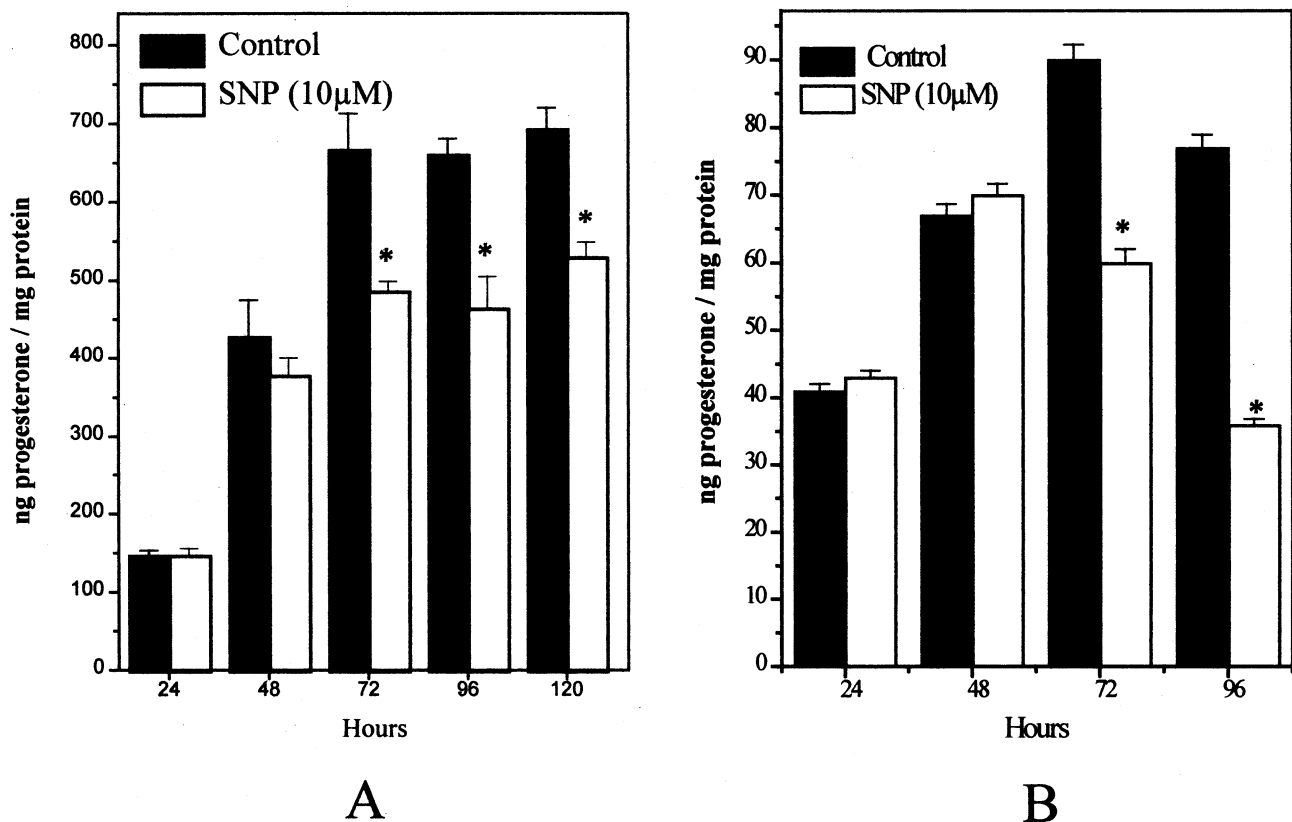 Control
SNP (10μM)
ng progesterone / mg protein
800
700
600
500
400
300
200
100
0
*
*
*
24 48 72 96 120
Hours
A
Control
SNP (10μM)
ng progesterone / mg protein
90
80
70
60
50
40
30
20
10
0
*
*
24 48 72 96
Hours
B